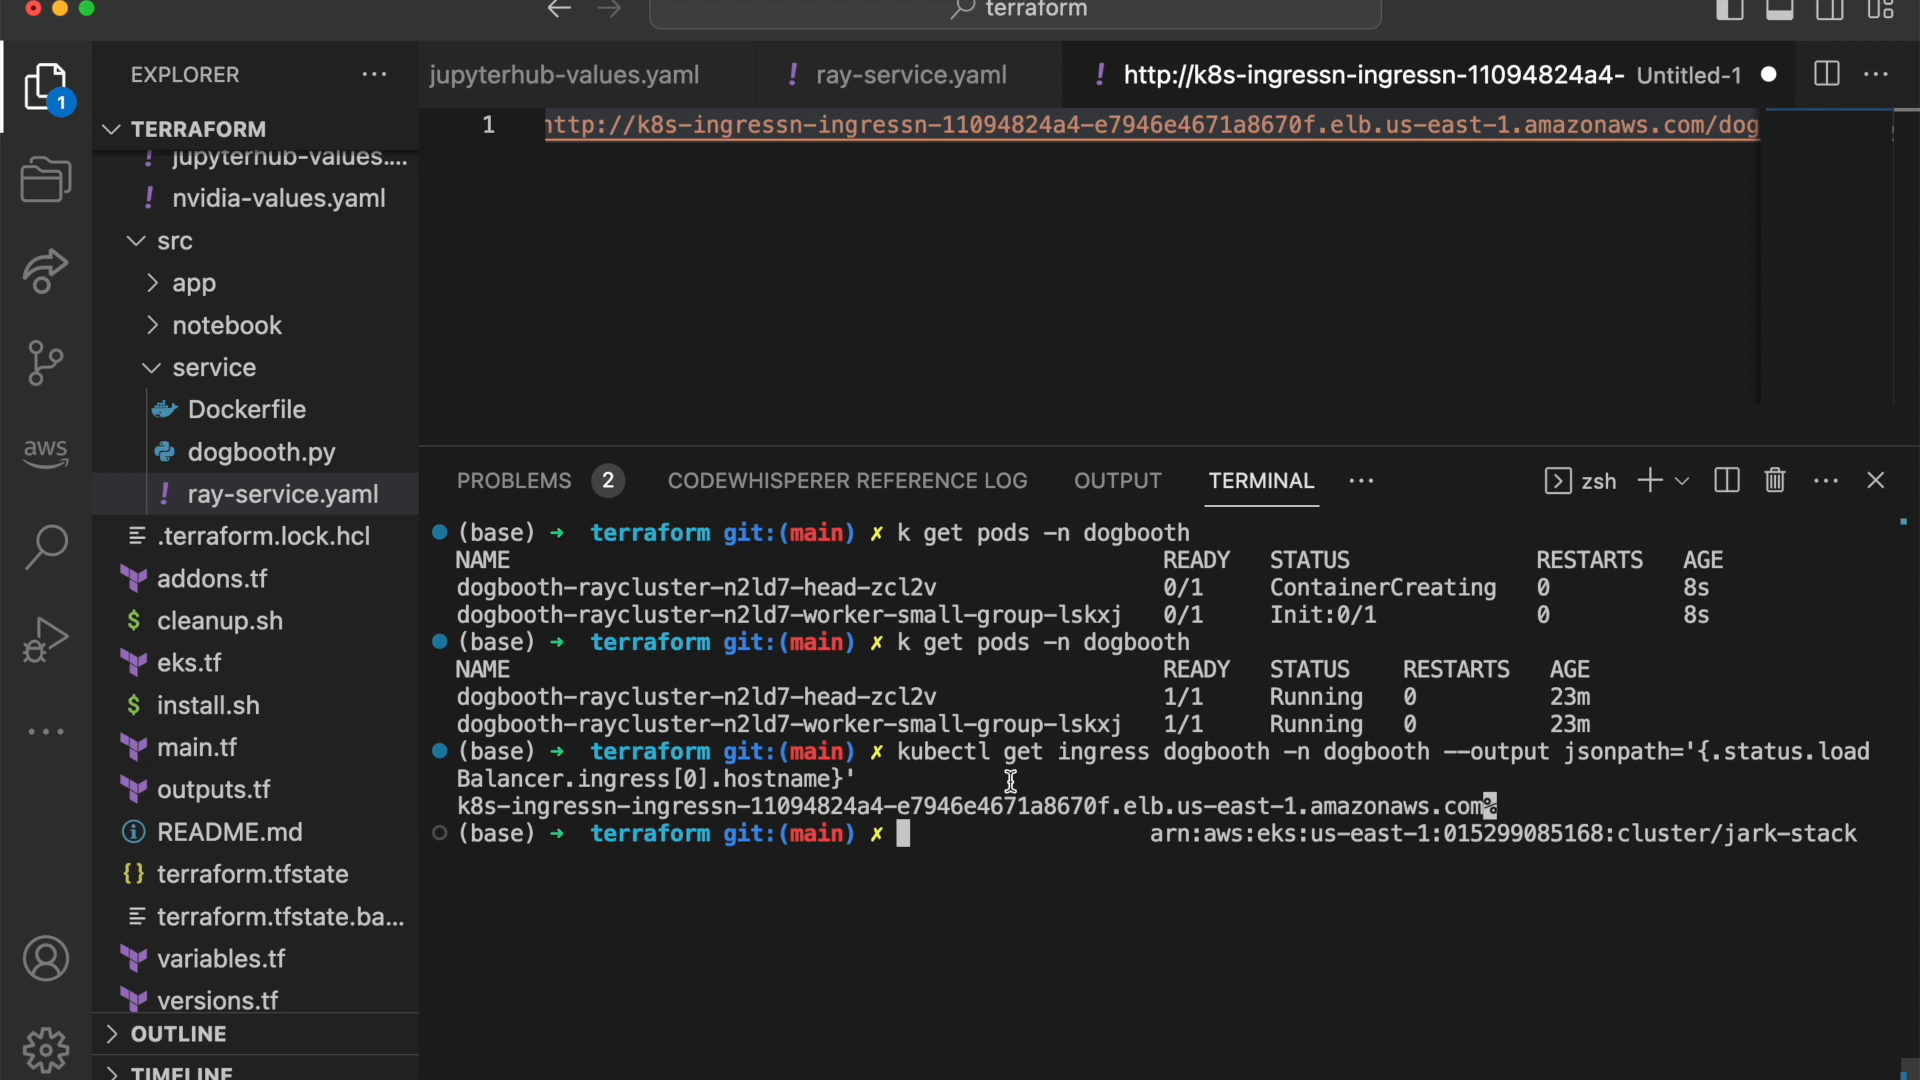 terraform
EXPLORER
jupyterhub-values.yaml
! ray-service.yaml
! http://k8s-ingressn-ingressn-11094824a4- Untitled-1
1
TERRAFORM
! jupyterhub-values....
! nvidia-values.yaml
src
app
notebook
service
Dockerfile
dogbooth.py
! ray-service.yaml
.terraform.lock.hcl
addons.tf
$ cleanup.sh
eks.tf
$ install.sh
main.tf
outputs.tf
README.md
{} terraform.tfstate
terraform.tfstate.ba...
variables.tf
versions.tf
OUTLINE
TIMELINE
aws
1 http://k8s-ingressn-ingressn-11094824a4-e7946e4671a8670f.elb.us-east-1.amazonaws.com/dog
PROBLEMS 2 CODEWHISPERER REFERENCE LOG OUTPUT TERMINAL ... zsh
(base) → terraform git:(main) ✗ k get pods -n dogbooth
NAME READY STATUS RESTARTS AGE
dogbooth-raycluster-n2ld7-head-zcl2v 0/1 ContainerCreating 0 8s
dogbooth-raycluster-n2ld7-worker-small-group-lskxj 0/1 Init:0/1 0 8s
(base) → terraform git:(main) ✗ k get pods -n dogbooth
NAME READY STATUS RESTARTS AGE
dogbooth-raycluster-n2ld7-head-zcl2v 1/1 Running 0 23m
dogbooth-raycluster-n2ld7-worker-small-group-lskxj 1/1 Running 0 23m
(base) → terraform git:(main) ✗ kubectl get ingress dogbooth -n dogbooth --output jsonpath='{.status.load
Balancer.ingress[0].hostname}'
k8s-ingressn-ingressn-11094824a4-e7946e4671a8670f.elb.us-east-1.amazonaws.com%
(base) → terraform git:(main) ✗ arn:aws:eks:us-east-1:015299085168:cluster/jark-stack